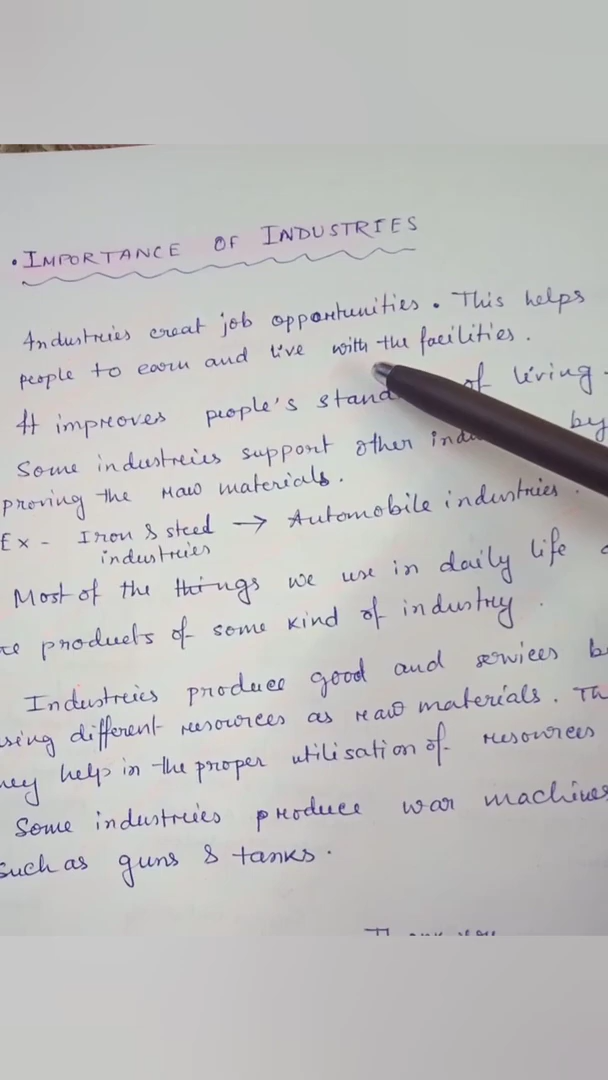 • IMPORTANCE OF INDUSTRIES
Industries creat job opportunities. This helps
people to earn and live with the facilities.
It improves people's stand of living.
Some industries support other ind by
proving the raw materials.
Ex - Iron & steed → Automobile industries.
industries
Most of the things we use in daily life
products of some kind of industry.
Industries produce good and services b
sing different resources as raw materials. Th
hey help in the proper utilisation of resources
Some industries produce war machines
such as guns & tanks.